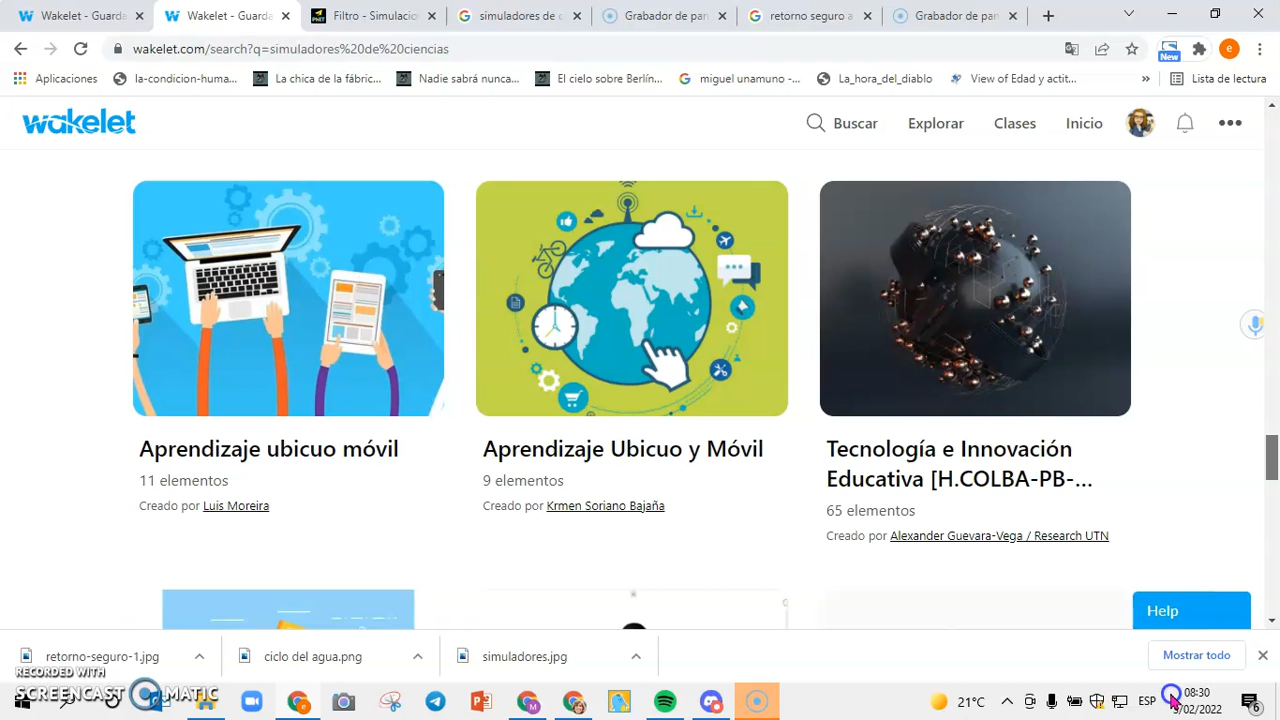 Wakelet - Guarda
Wakelet - Guarda
Filtro - Simulacion
simuladores de c
Grabador de pan
retorno seguro a
Grabador de pan
wakelet.com/search?q=simuladores%20de%20ciencias
Aplicaciones
la-condicion-huma...
La chica de la fábric...
Nadie sabrá nunca...
El cielo sobre Berlín...
miguel unamuno -...
La_hora_del_diablo
View of Edad y actit...
»
Lista de lectura
New
e
wakelet
Buscar
Explorar
Clases
Inicio
Aprendizaje ubicuo móvil
11 elementos
Creado por Luis Moreira
Aprendizaje Ubicuo y Móvil
9 elementos
Creado por Krmen Soriano Bajaña
Tecnología e Innovación
Educativa [H.COLBA-PB-...
65 elementos
Creado por Alexander Guevara-Vega / Research UTN
Help
retorno-seguro-1.jpg
ciclo del agua.png
simuladores.jpg
Mostrar todo
RECORDED WITH
SCREENCAST MATIC
21°C
ESP
08:30
/02/2022
6